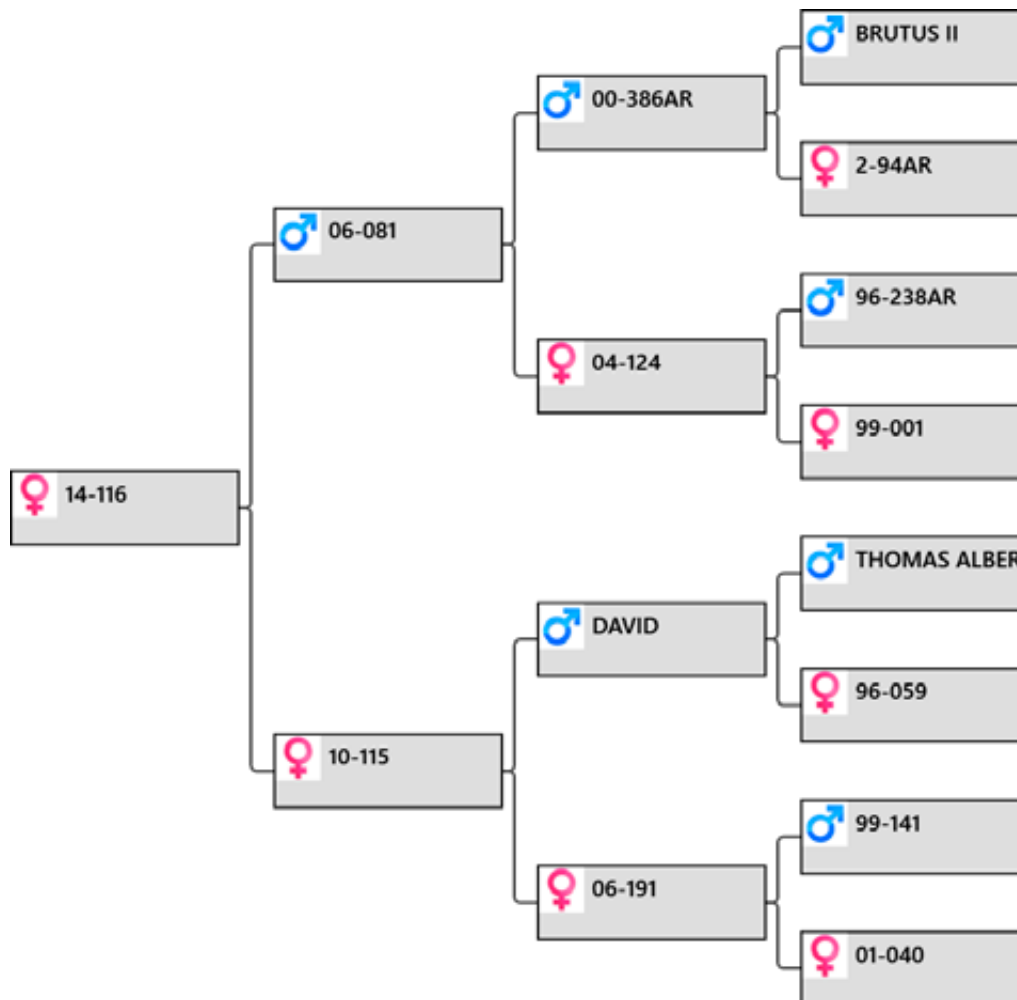 BRUTUS II
00-386AR
2-94AR
06-081
96-238AR
04-124
99-001
14-116
THOMAS ALBER
DAVID
96-059
10-115
99-141
06-191
01-040